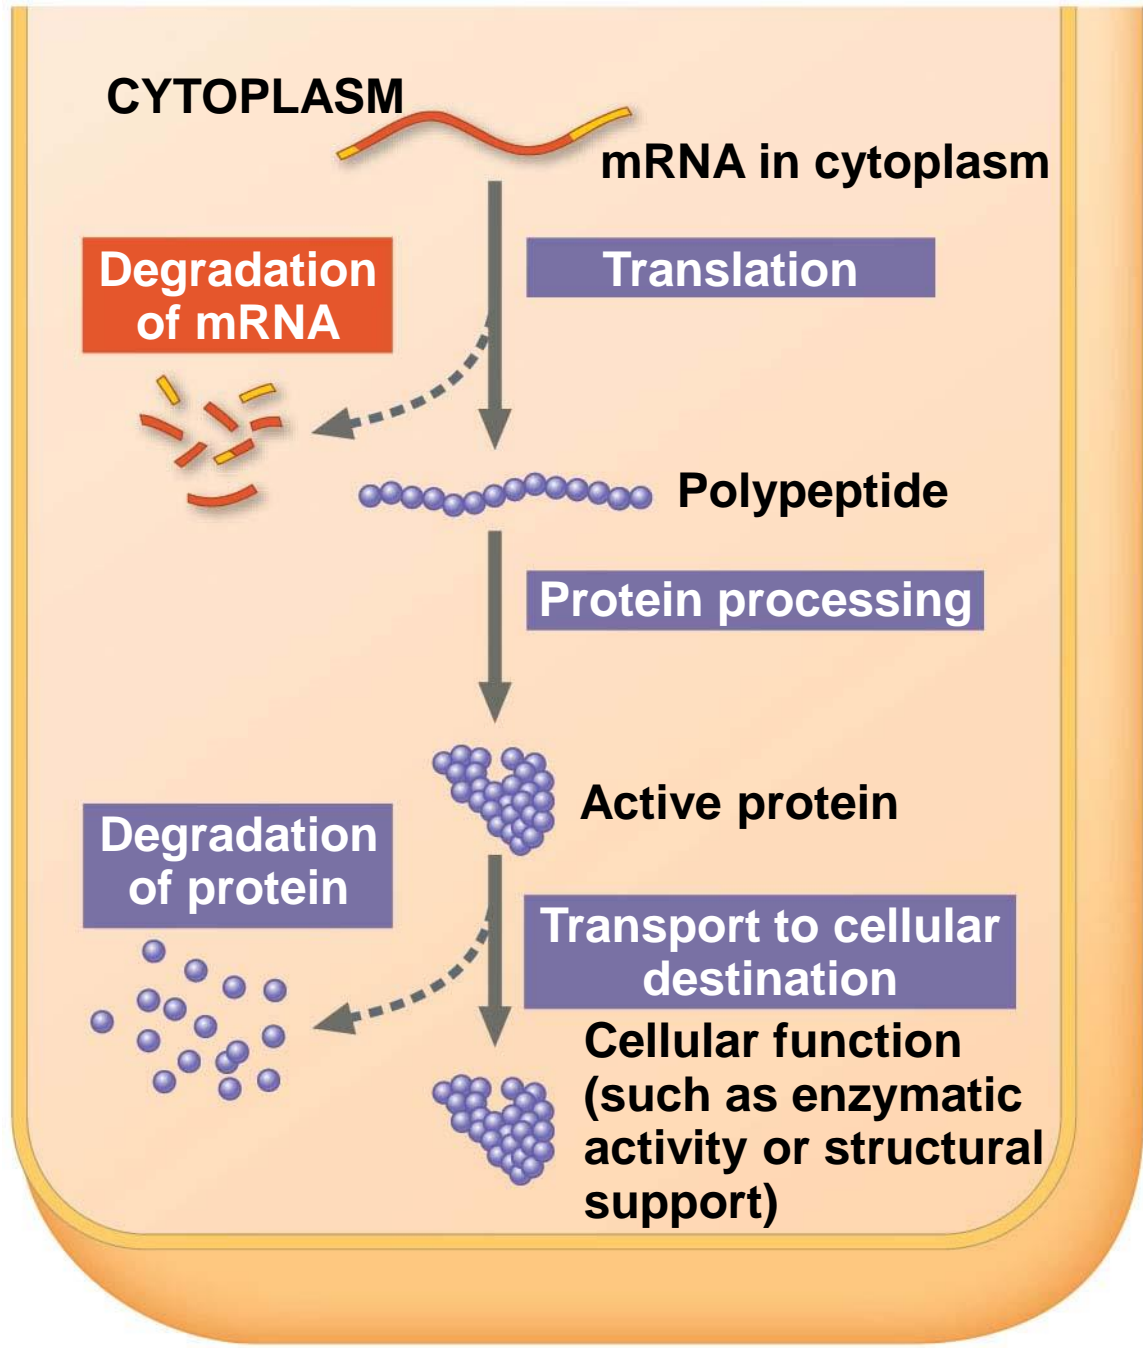 CYTOPLASM
mRNA in cytoplasm
Degradation
of mRNA
Translation
Polypeptide
Protein processing
Active protein
Degradation
of protein
Transport to cellular
destination
Cellular function
(such as enzymatic
activity or structural
support)